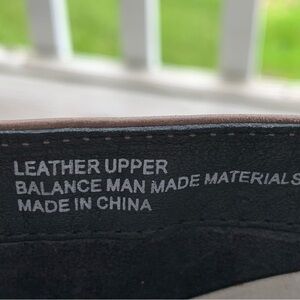 LEATHER UPPER
BALANCE MAN MADE MATERIALS
MADE IN CHINA